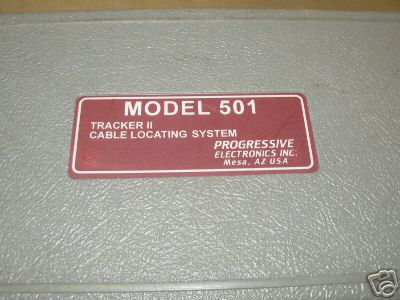 MODEL 501
TRACKER II
CABLE LOCATING SYSTEM
PROGRESSIVE
ELECTRONICS INC.
Mesa, AZ USA